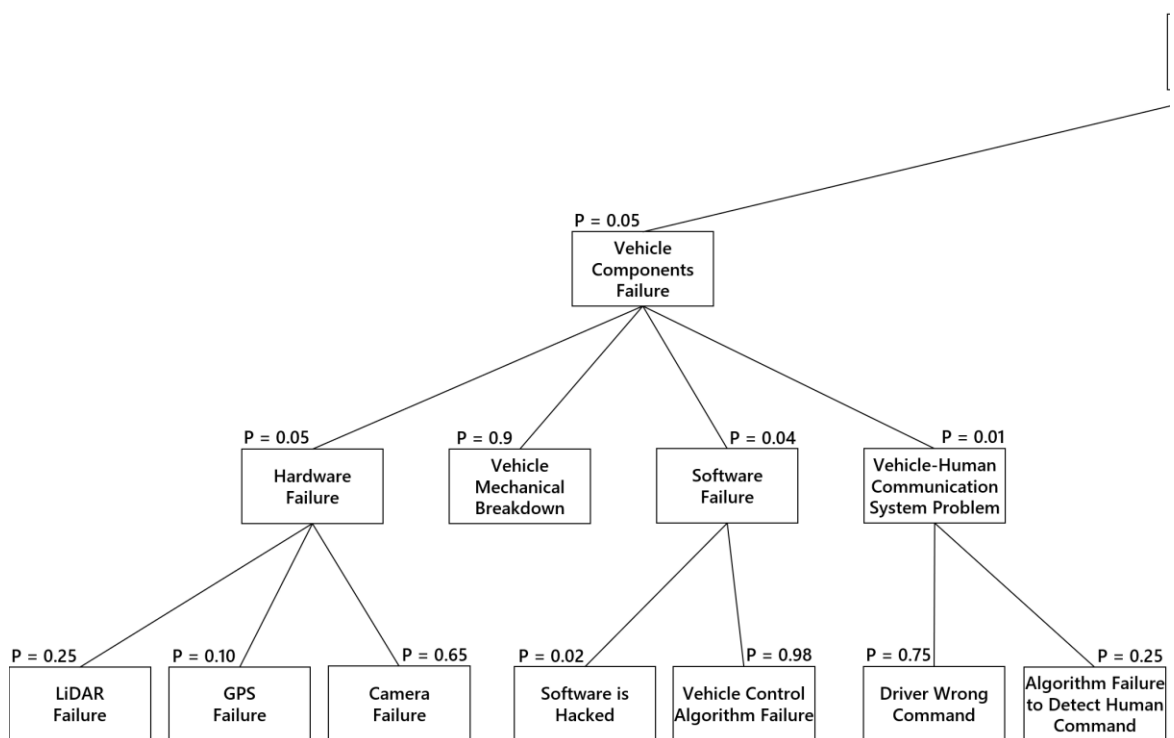 P = 0.05
Vehicle
Components
Failure
P = 0.05
Hardware
Failure
P = 0.9
Vehicle
Mechanical
Breakdown
P = 0.04
Software
Failure
P = 0.01
Vehicle-Human
Communication
System Problem
P = 0.25
LiDAR
Failure
P = 0.10
GPS
Failure
P = 0.65
Camera
Failure
P = 0.02
Software is
Hacked
P = 0.98
Vehicle Control
Algorithm Failure
P = 0.75
Driver Wrong
Command
P = 0.25
Algorithm Failure
to Detect Human
Command